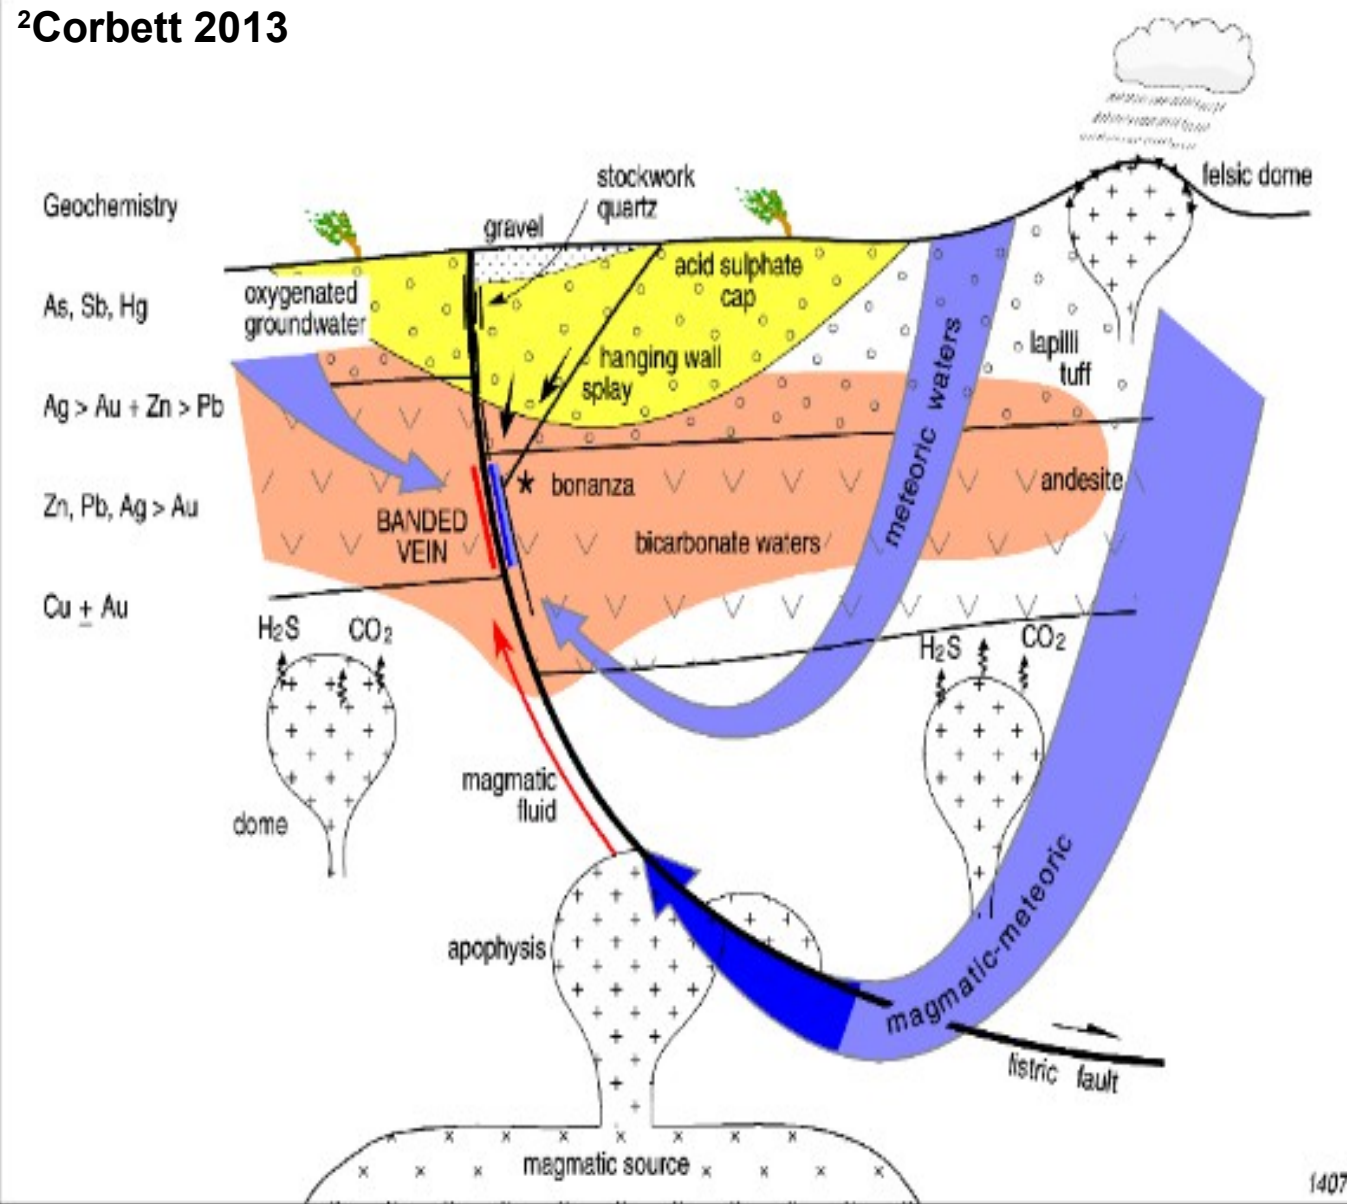 ²Corbett 2013
Geochemistry
As, Sb, Hg
Ag > Au + Zn > Pb
Zn, Pb, Ag > Au
Cu ± Au
stockwork
quartz
gravel
felsic dome
oxygenated
groundwater
acid sulphate
cap
hanging wall
splay
lapilli
tuff
meteoric waters
* bonanza
andesite
BANDED
VEIN
bicarbonate waters
H₂S
CO₂
H₂S
CO₂
magmatic
fluid
dome
apophysis
magmatic-meteoric
listric fault
magmatic source
1407